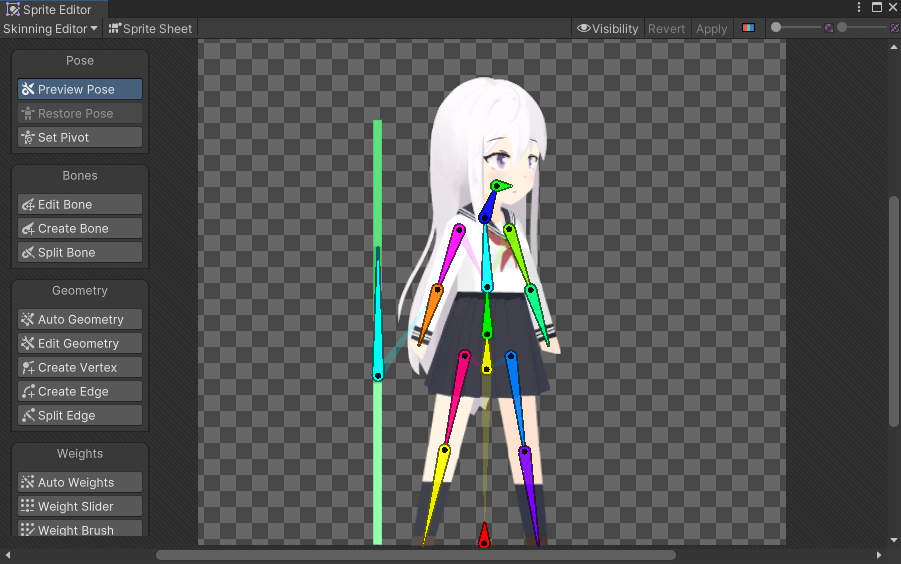 Sprite Editor
Skinning Editor
Sprite Sheet
Visibility
Revert
Apply
Pose
Preview Pose
Restore Pose
Set Pivot
Bones
Edit Bone
Create Bone
Split Bone
Geometry
Auto Geometry
Edit Geometry
Create Vertex
Create Edge
Split Edge
Weights
Auto Weights
Weight Slider
Weight Brush